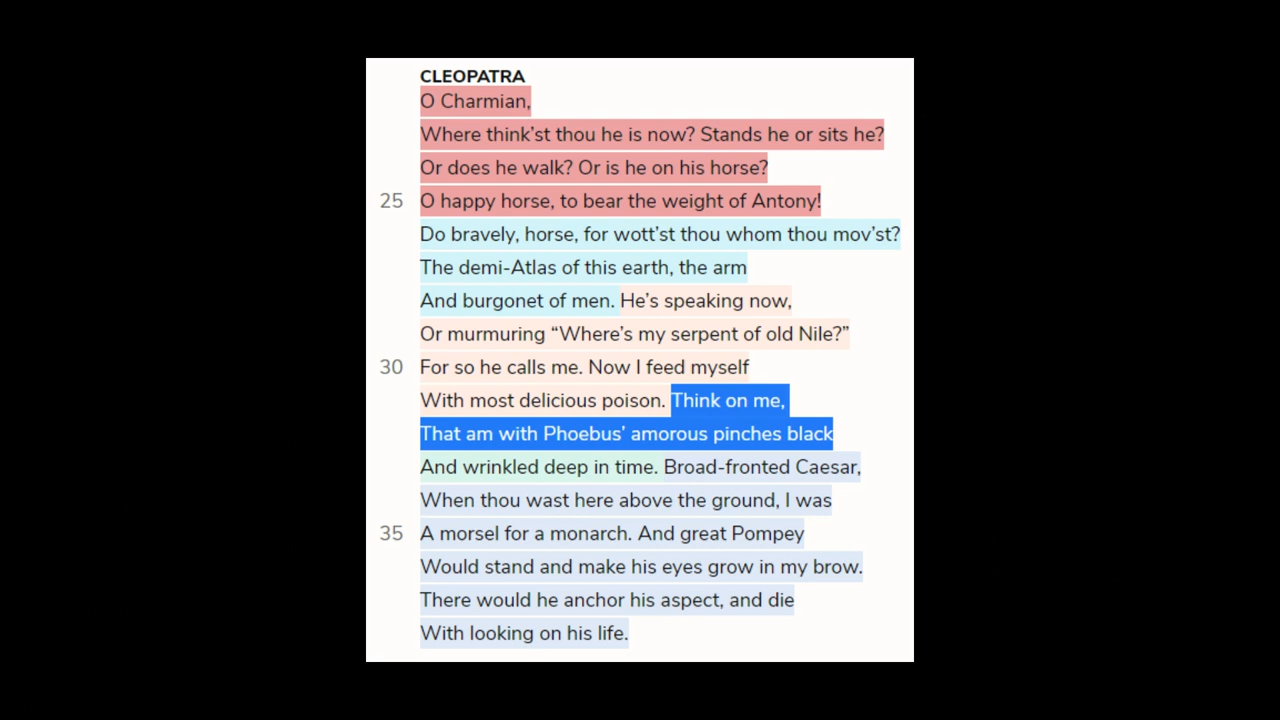 CLEOPATRA
O Charmian,
Where think’st thou he is now? Stands he or sits he?
Or does he walk? Or is he on his horse?
25 O happy horse, to bear the weight of Antony!
Do bravely, horse, for wott’st thou whom thou mov’st?
The demi-Atlas of this earth, the arm
And burgonet of men. He’s speaking now,
Or murmuring “Where’s my serpent of old Nile?”
30 For so he calls me. Now I feed myself
With most delicious poison. Think on me,
That am with Phoebus’ amorous pinches black
And wrinkled deep in time. Broad-fronted Caesar,
When thou wast here above the ground, I was
35 A morsel for a monarch. And great Pompey
Would stand and make his eyes grow in my brow.
There would he anchor his aspect, and die
With looking on his life.